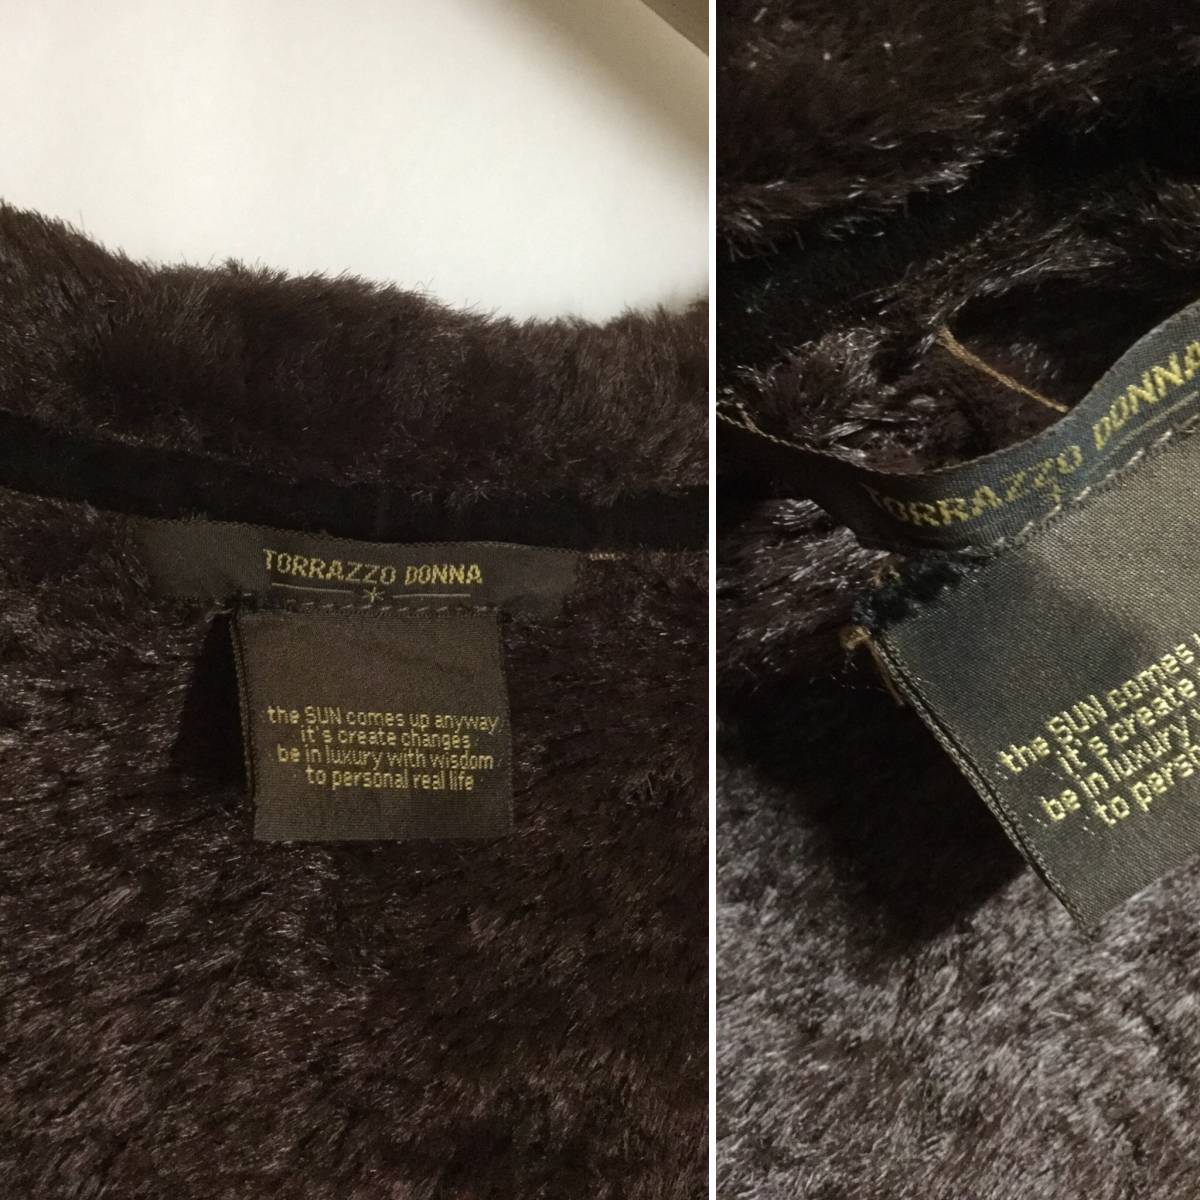 TORRAZZO DONNA
the SUN comes up anyway
it's create changes
be in luxury with wisdom
to personal real life
TORRAZZO DONNA
the SUN comes
it's create
be in luxury
to pers